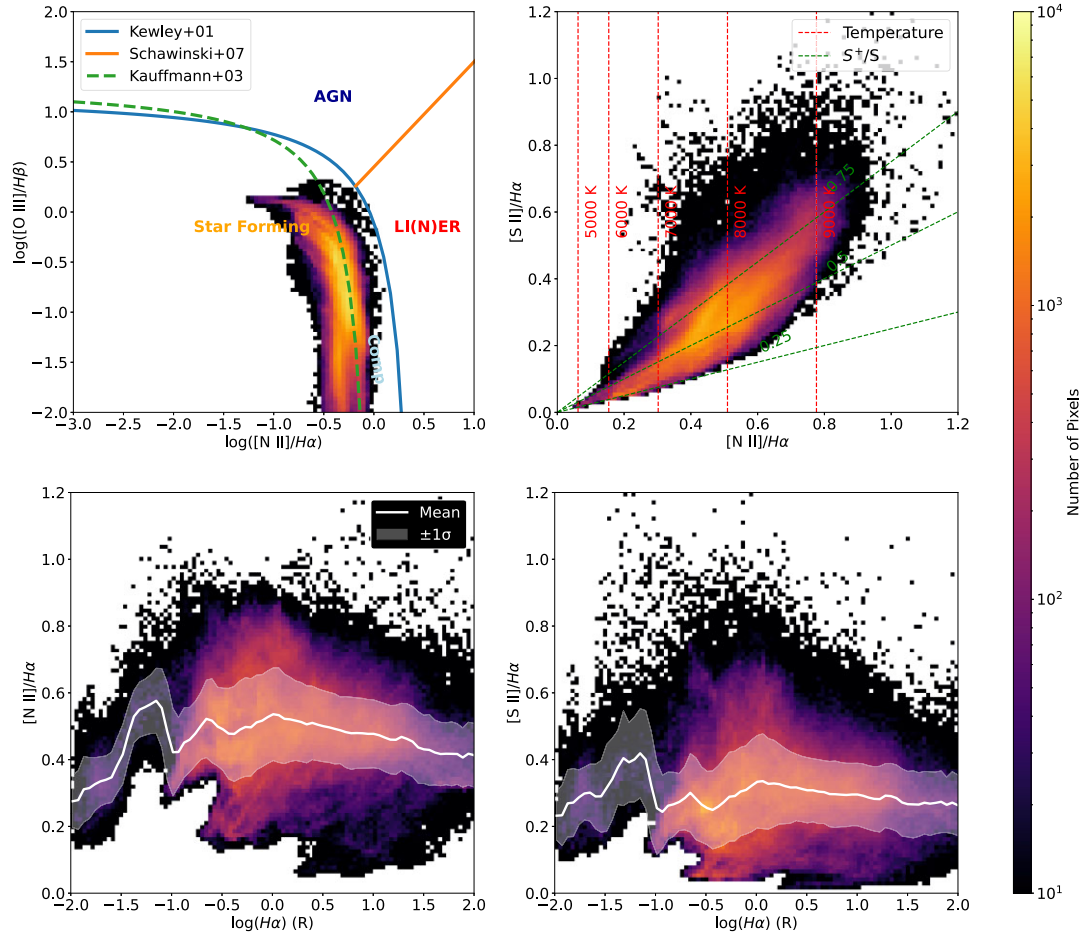 Kewley+01
Schawinski+07
Kauffmann+03
AGN
Star Forming
LI(N)ER
Comp
2.0
1.5
1.0
0.5
0.0
−0.5
−1.0
−1.5
−2.0
log([O III]/Hβ)
−3.0 −2.5 −2.0 −1.5 −1.0 −0.5 0.0 0.5 1.0
log([N II]/Hα)
Temperature
S⁺/S
5000 K
6000 K
7000 K
8000 K
9000 K
0.75
0.5
0.25
1.2
1.0
0.8
0.6
0.4
0.2
0.0
[S II]/Hα
0.0 0.2 0.4 0.6 0.8 1.0 1.2
[N II]/Hα
Mean
±1σ
1.2
1.0
0.8
0.6
0.4
0.2
0.0
[N II]/Hα
−2.0 −1.5 −1.0 −0.5 0.0 0.5 1.0 1.5 2.0
log(Hα) (R)
1.2
1.0
0.8
0.6
0.4
0.2
0.0
[S II]/Hα
−2.0 −1.5 −1.0 −0.5 0.0 0.5 1.0 1.5 2.0
log(Hα) (R)
10⁴
10³
10²
10¹
Number of Pixels